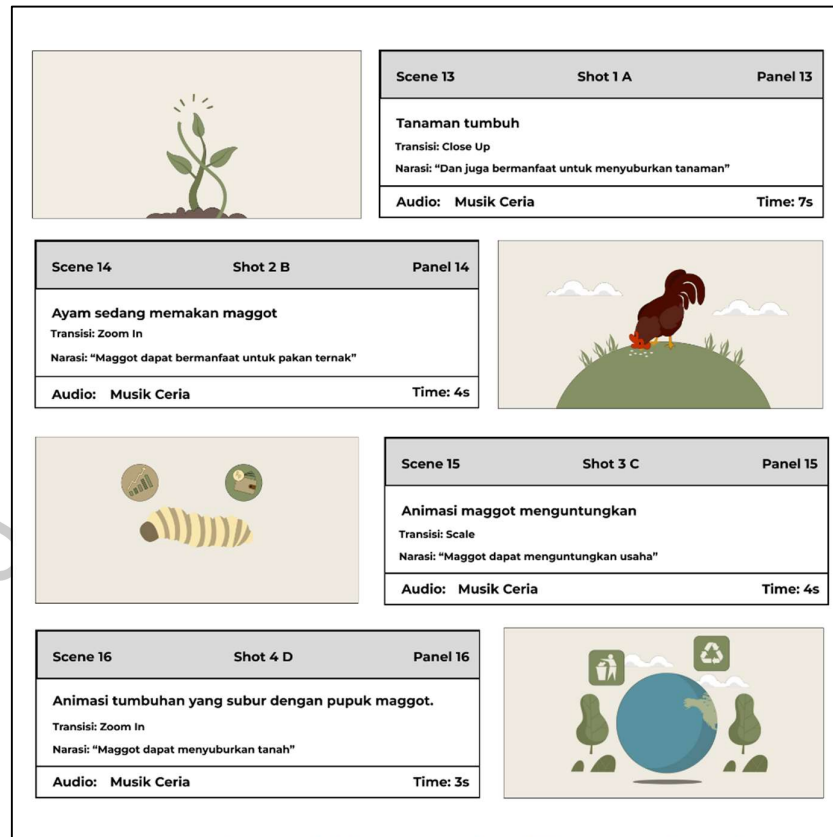 Scene 13 Shot 1 A Panel 13
Tanaman tumbuh
Transisi: Close Up
Narasi: “Dan juga bermanfaat untuk menyuburkan tanaman”
Audio: Musik Ceria Time: 7s
Scene 14 Shot 2 B Panel 14
Ayam sedang memakan maggot
Transisi: Zoom In
Narasi: “Maggot dapat bermanfaat untuk pakan ternak”
Audio: Musik Ceria Time: 4s
Scene 15 Shot 3 C Panel 15
Animasi maggot menguntungkan
Transisi: Scale
Narasi: “Maggot dapat menguntungkan usaha”
Audio: Musik Ceria Time: 4s
Scene 16 Shot 4 D Panel 16
Animasi tumbuhan yang subur dengan pupuk maggot.
Transisi: Zoom In
Narasi: “Maggot dapat menyuburkan tanah”
Audio: Musik Ceria Time: 3s